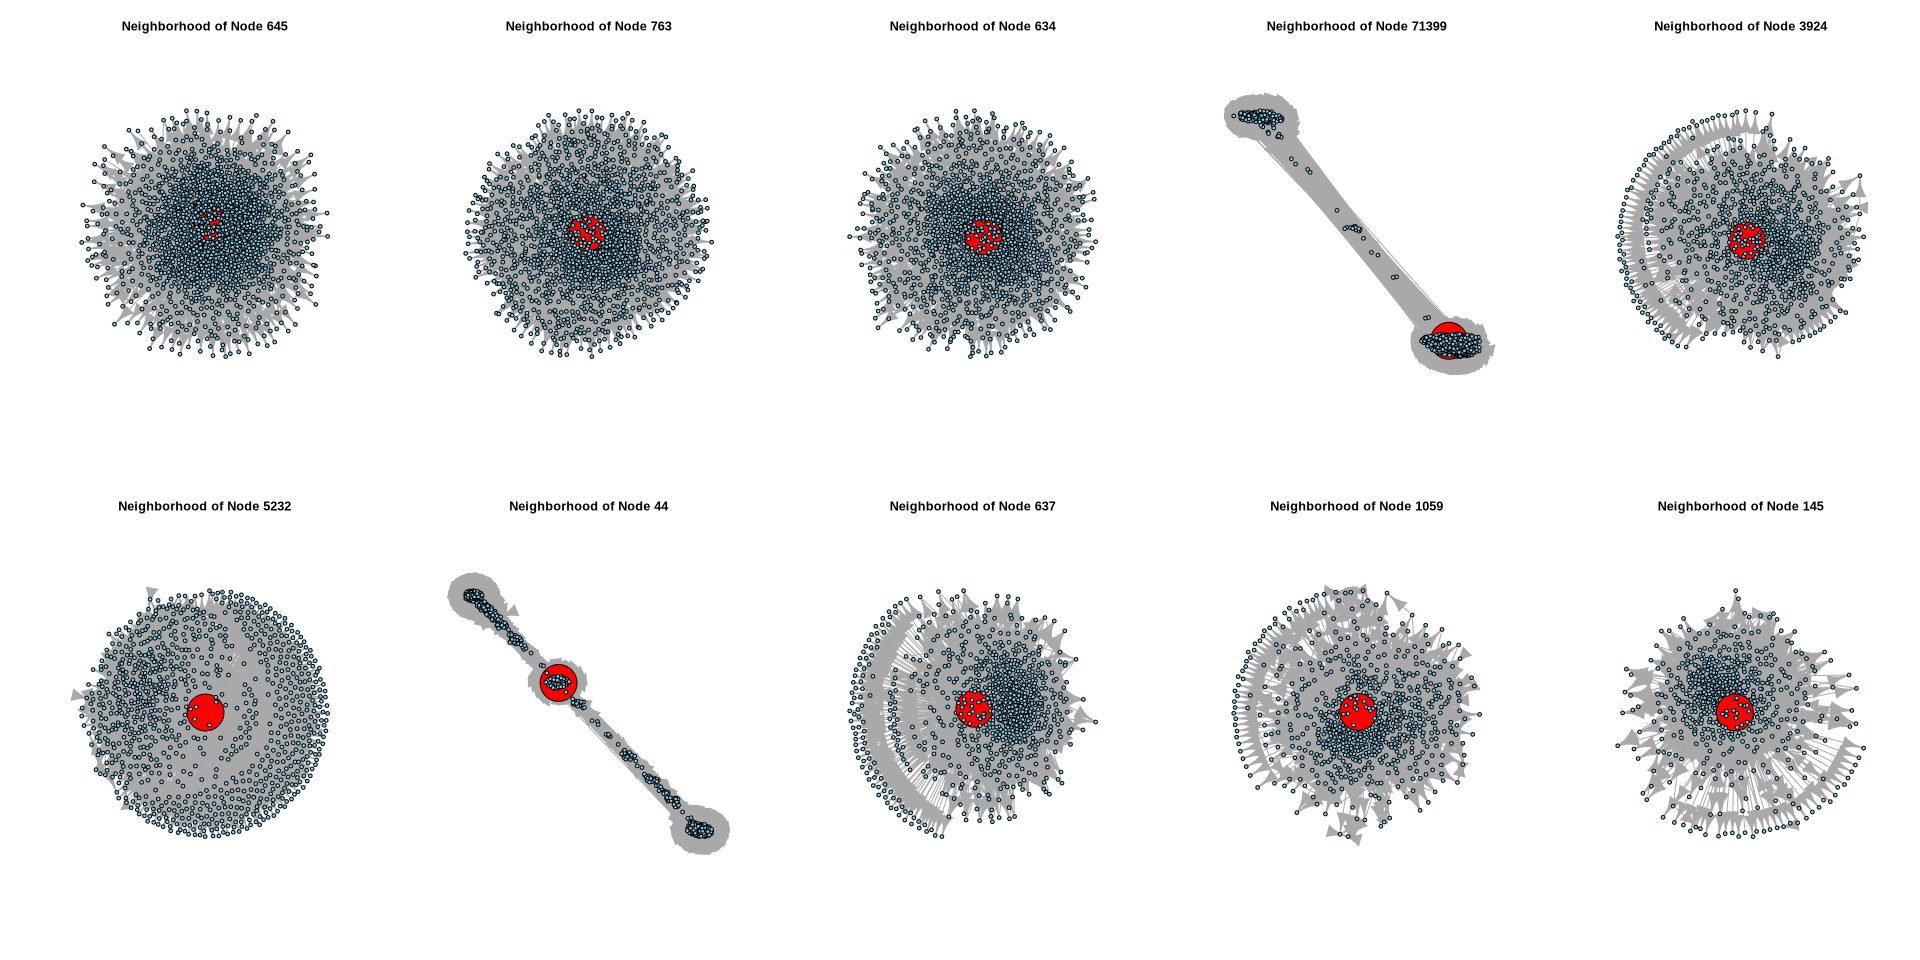 Neighborhood of Node 645
Neighborhood of Node 763
Neighborhood of Node 634
Neighborhood of Node 71399
Neighborhood of Node 3924
Neighborhood of Node 5232
Neighborhood of Node 44
Neighborhood of Node 637
Neighborhood of Node 1059
Neighborhood of Node 145